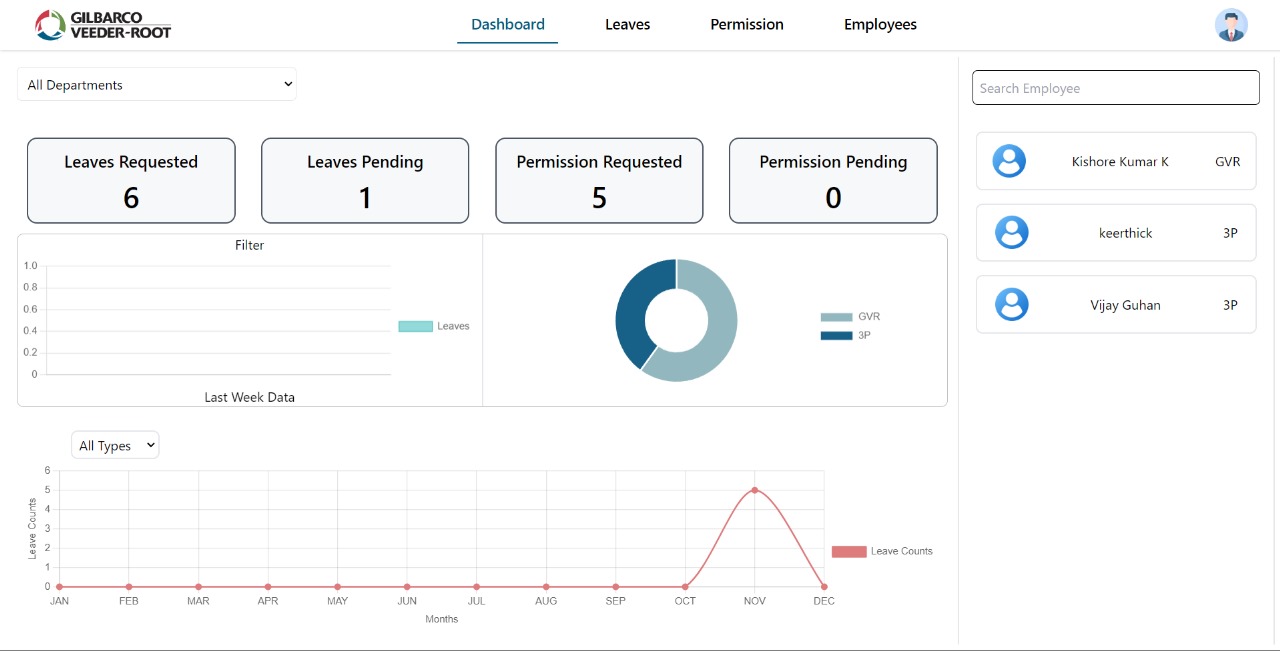 GILBARCO
VEEDER-ROOT
Dashboard
Leaves
Permission
Employees
All Departments
Search Employee
Leaves Requested
6
Leaves Pending
1
Permission Requested
5
Permission Pending
0
Kishore Kumar K GVR
keerthick 3P
Vijay Guhan 3P
Filter
1.0
0.8
0.6
0.4
0.2
0
Leaves
Last Week Data
GVR
3P
All Types
6
5
4
3
2
1
0
Leave Counts
JAN FEB MAR APR MAY JUN JUL AUG SEP OCT NOV DEC
Months
Leave Counts